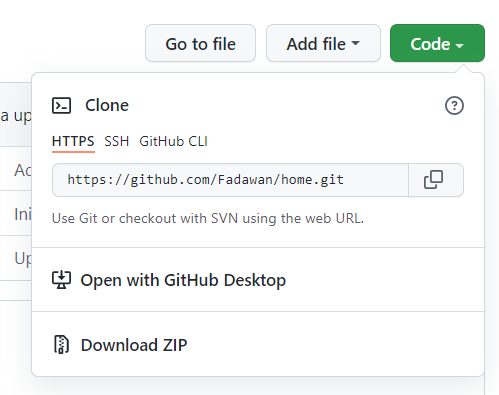 Go to file Add file Code
Clone
a up
HTTPS SSH GitHub CLI
Ad
https://github.com/Fadawan/home.git
Ini
Use Git or checkout with SVN using the web URL.
Up
Open with GitHub Desktop
Download ZIP